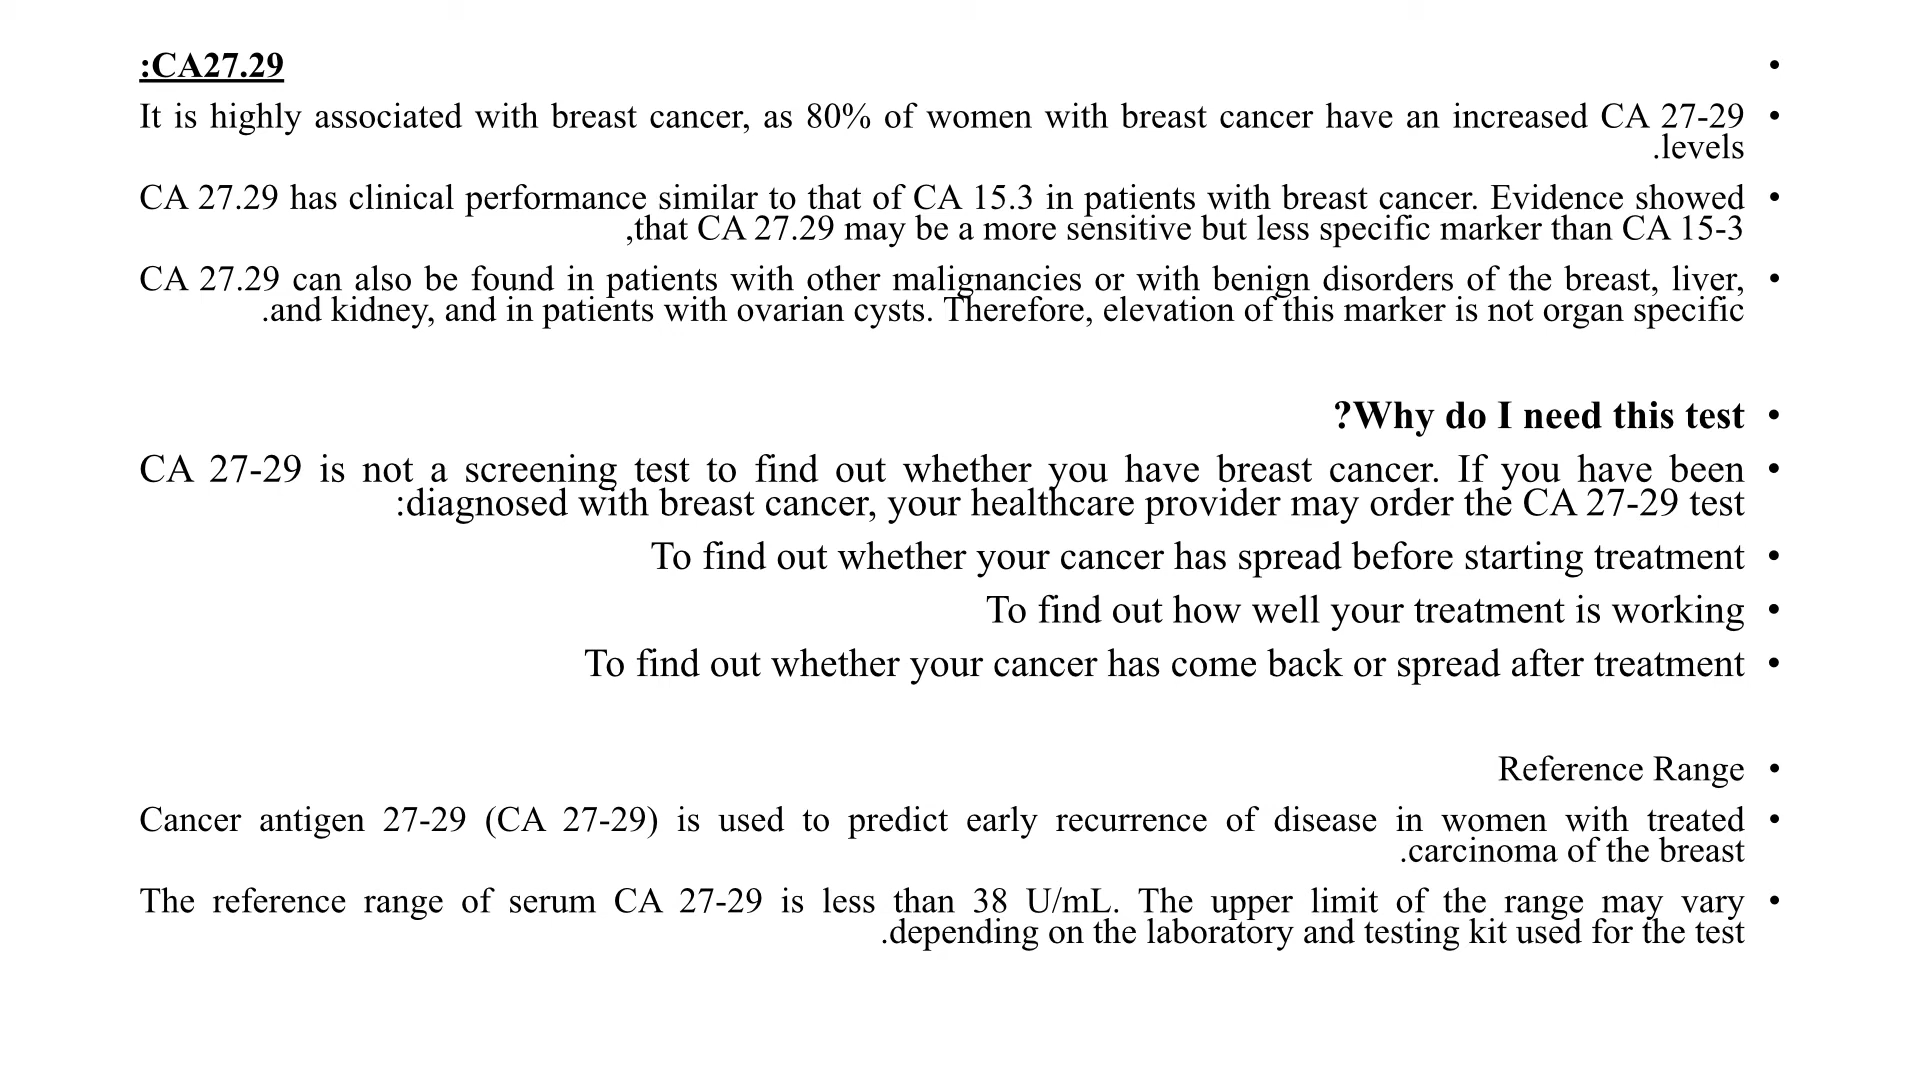 :CA27.29
• It is highly associated with breast cancer, as 80% of women with breast cancer have an increased CA 27-29
.levels
• CA 27.29 has clinical performance similar to that of CA 15.3 in patients with breast cancer. Evidence showed
,that CA 27.29 may be a more sensitive but less specific marker than CA 15-3
• CA 27.29 can also be found in patients with other malignancies or with benign disorders of the breast, liver,
.and kidney, and in patients with ovarian cysts. Therefore, elevation of this marker is not organ specific
• ?Why do I need this test
• CA 27-29 is not a screening test to find out whether you have breast cancer. If you have been
:diagnosed with breast cancer, your healthcare provider may order the CA 27-29 test
• To find out whether your cancer has spread before starting treatment
• To find out how well your treatment is working
• To find out whether your cancer has come back or spread after treatment
• Reference Range
• Cancer antigen 27-29 (CA 27-29) is used to predict early recurrence of disease in women with treated
.carcinoma of the breast
• The reference range of serum CA 27-29 is less than 38 U/mL. The upper limit of the range may vary
.depending on the laboratory and testing kit used for the test